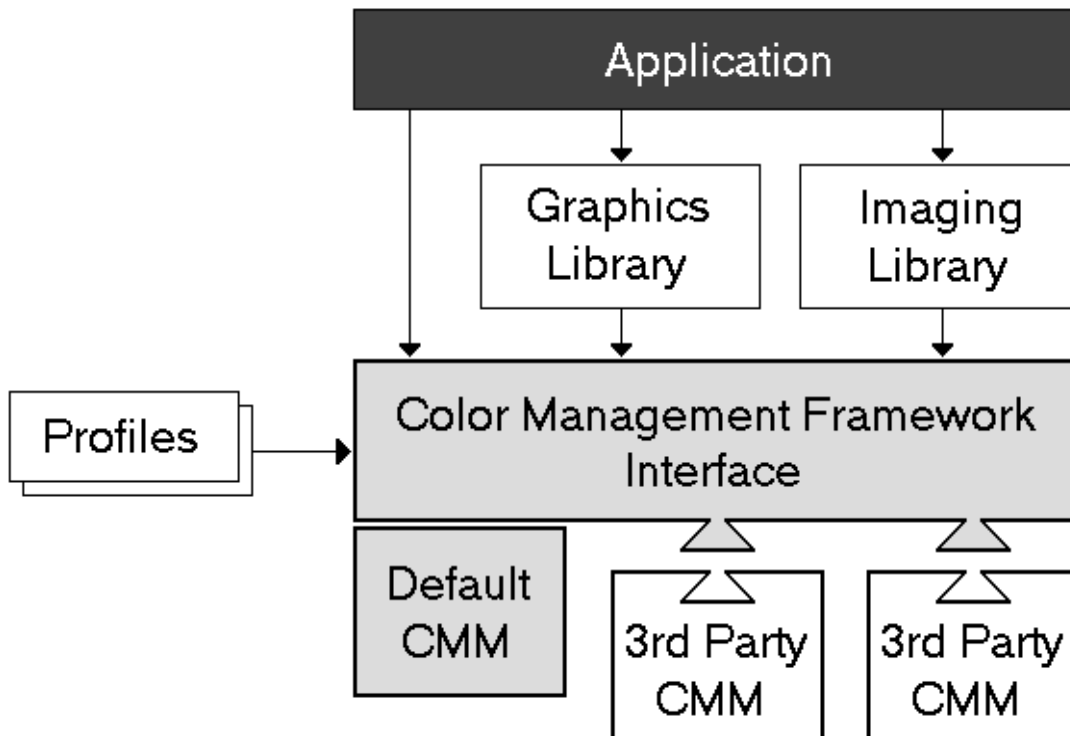 Application
Graphics
Library
Imaging
Library
Profiles
Color Management Framework
Interface
Default
CMM
3rd Party
CMM
3rd Party
CMM